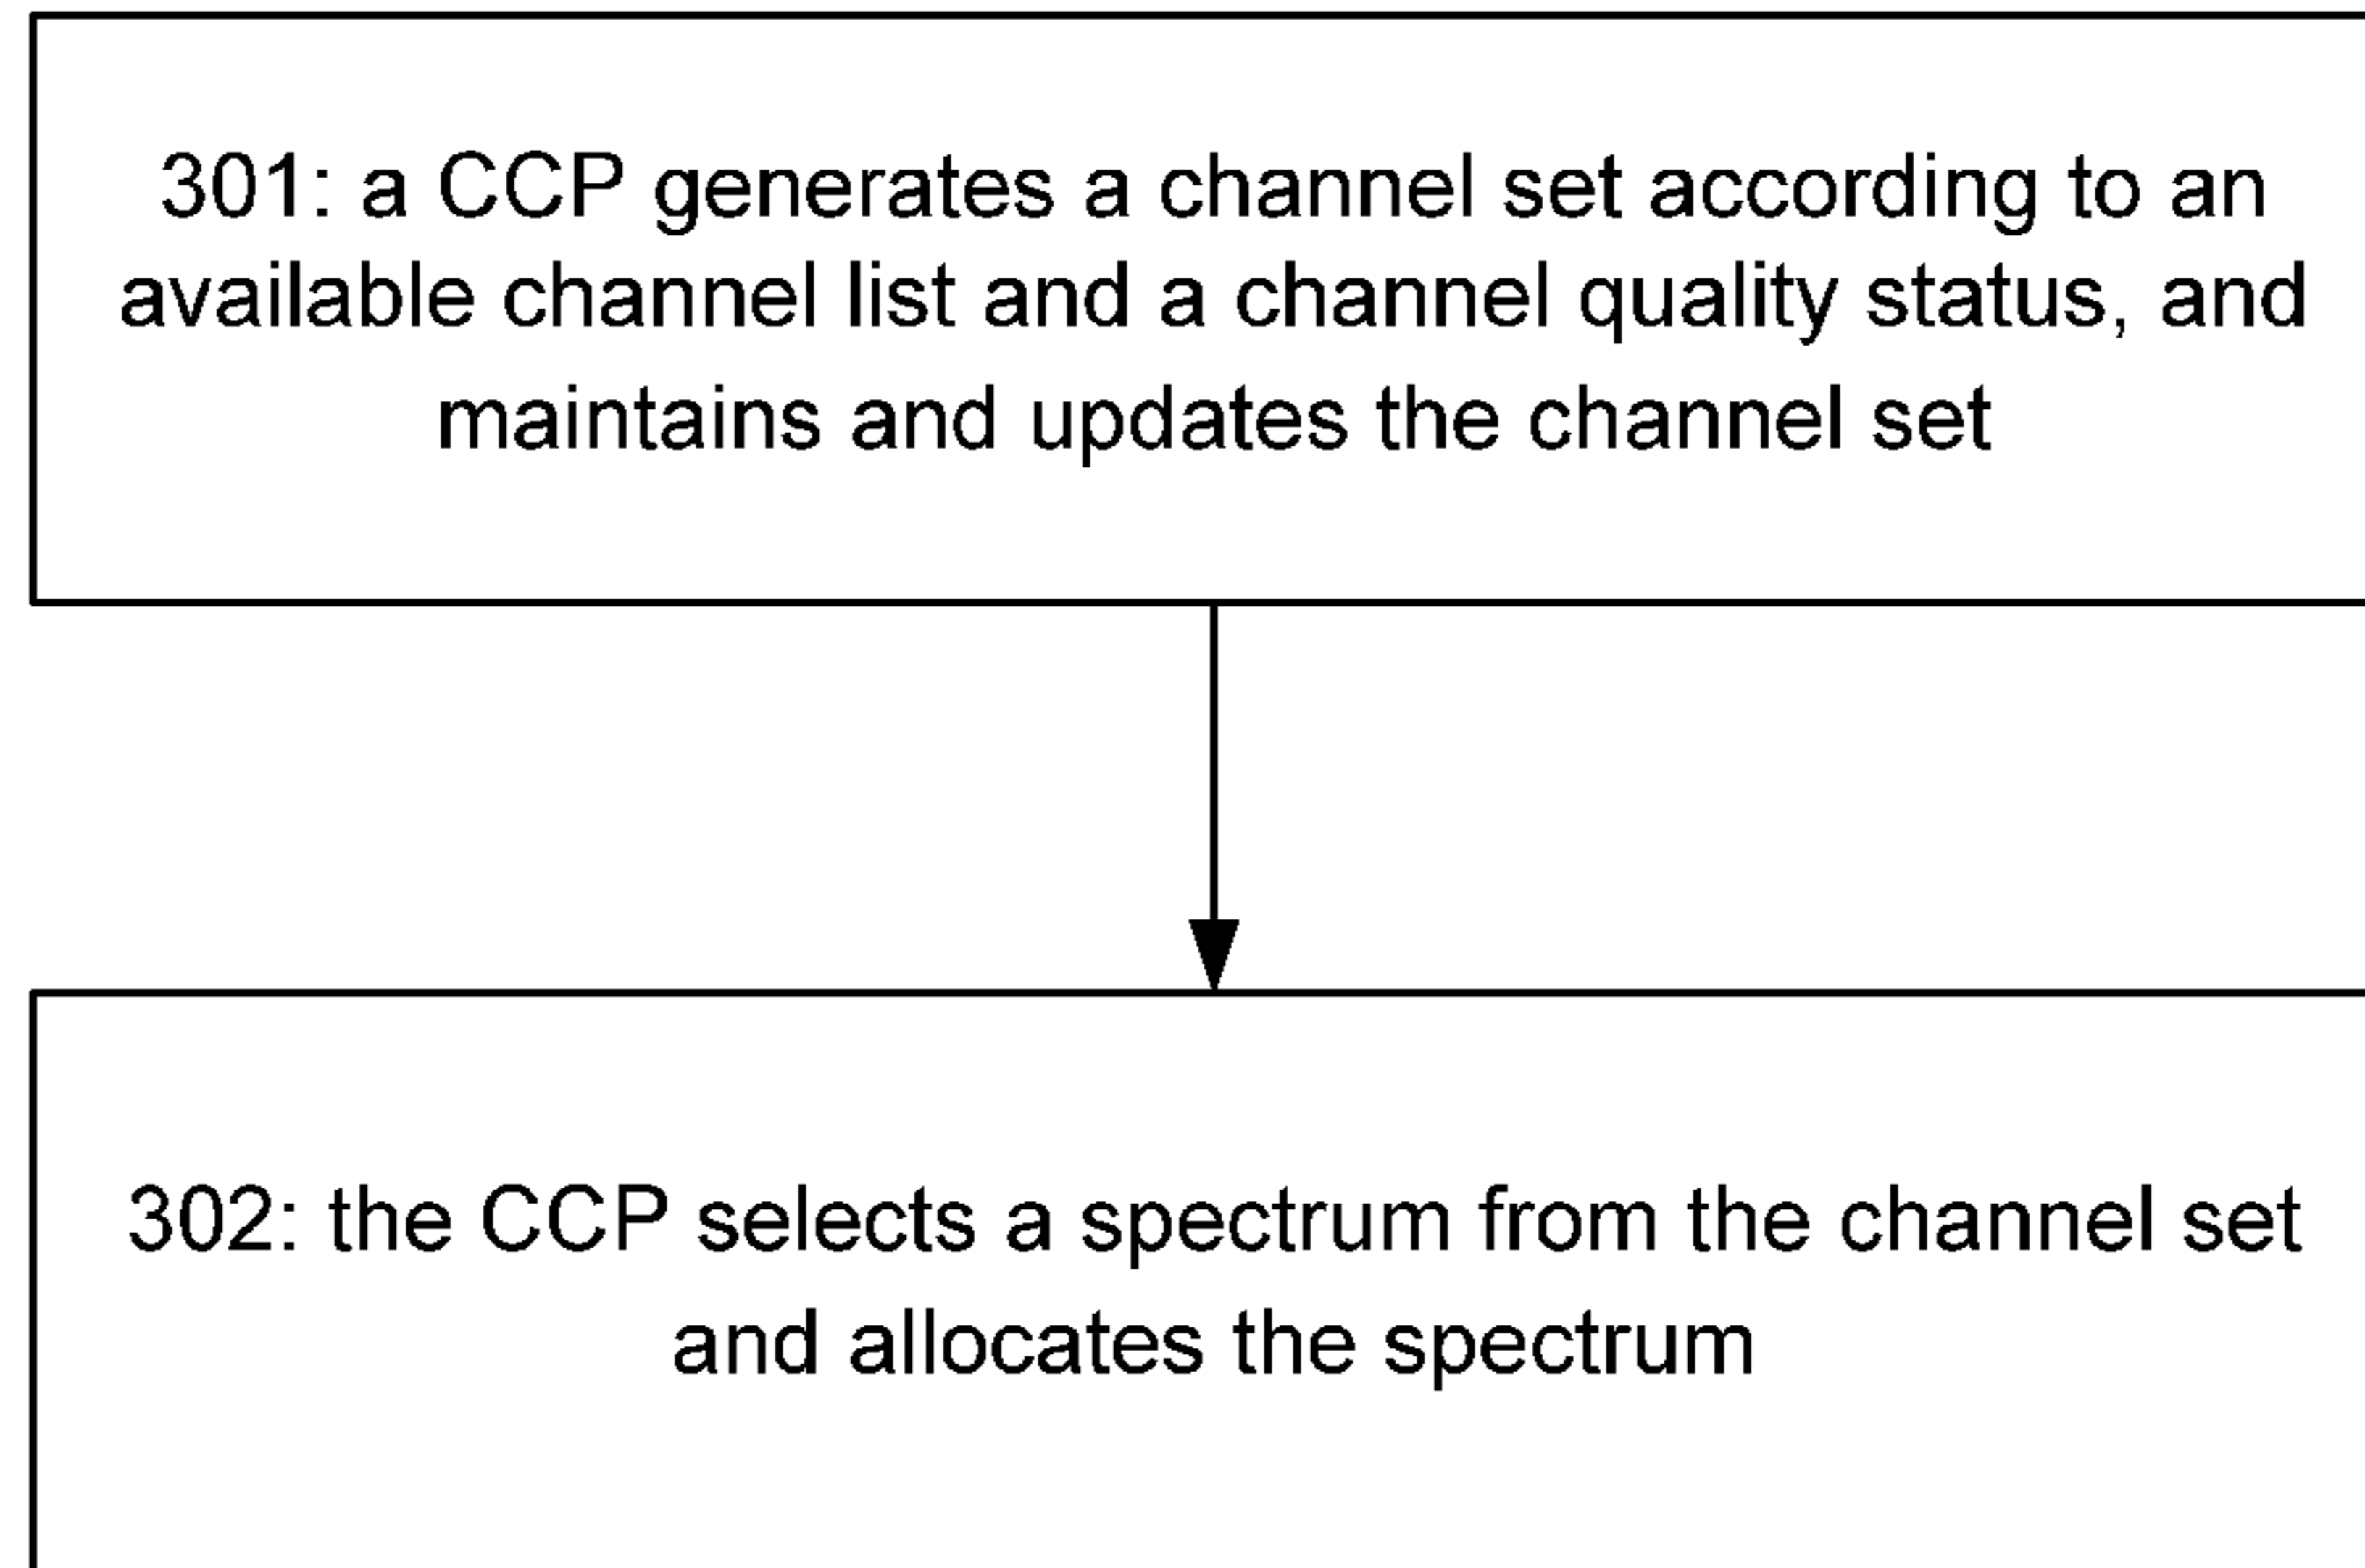 301: a CCP generates a channel set according to an
available channel list and a channel quality status, and
maintains and updates the channel set
302: the CCP selects a spectrum from the channel set
and allocates the spectrum